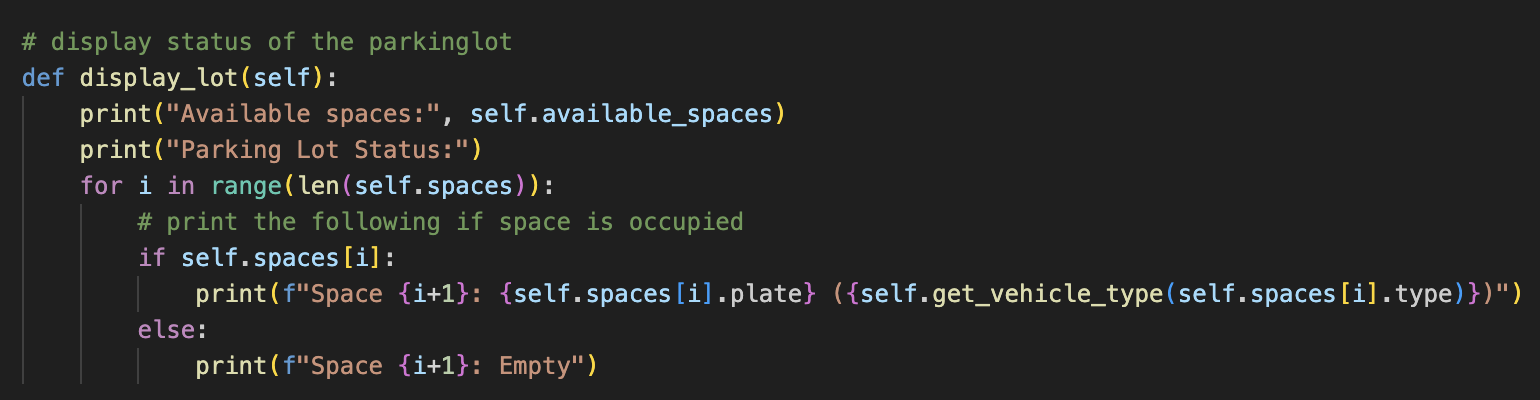 # display status of the parkinglot
def display_lot(self):
    print("Available spaces:", self.available_spaces)
    print("Parking Lot Status:")
    for i in range(len(self.spaces)):
        # print the following if space is occupied
        if self.spaces[i]:
            print(f"Space {i+1}: {self.spaces[i].plate} ({self.get_vehicle_type(self.spaces[i].type)})")
        else:
            print(f"Space {i+1}: Empty")